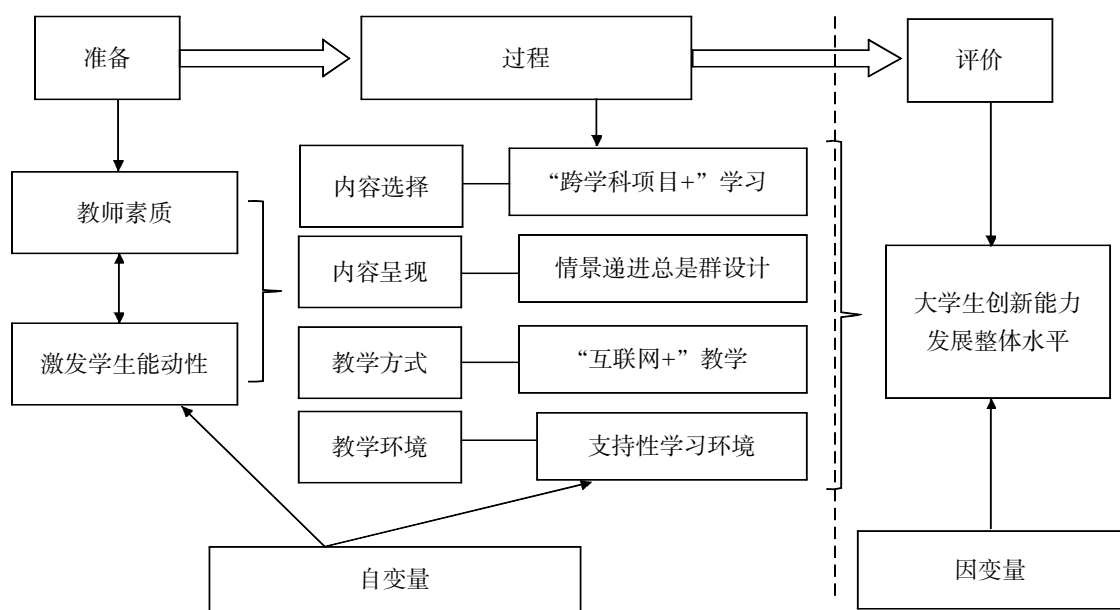 准备
过程
评价
教师素质
激发学生能动性
内容选择
“跨学科项目+”学习
内容呈现
情景递进总是群设计
教学方式
“互联网+”教学
教学环境
支持性学习环境
大学生创新能力
发展整体水平
自变量
因变量